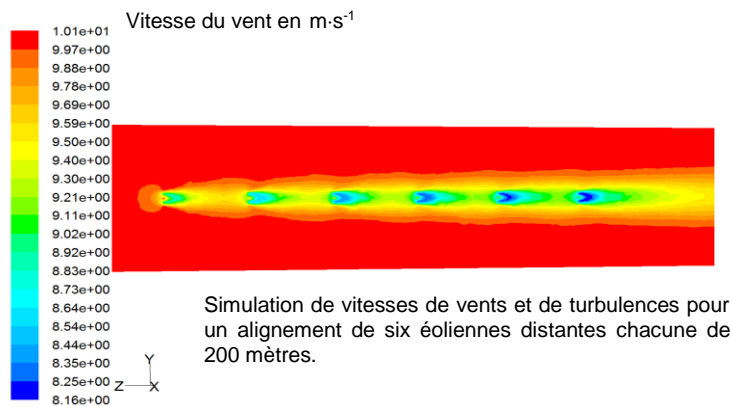 Vitesse du vent en m·s⁻¹
1.01e+01
9.97e+00
9.88e+00
9.78e+00
9.69e+00
9.59e+00
9.50e+00
9.40e+00
9.30e+00
9.21e+00
9.11e+00
9.02e+00
8.92e+00
8.83e+00
8.73e+00
8.64e+00
8.54e+00
8.44e+00
8.35e+00
8.25e+00
8.16e+00
Y
Z X
Simulation de vitesses de vents et de turbulences pour
un alignement de six éoliennes distantes chacune de
200 mètres.